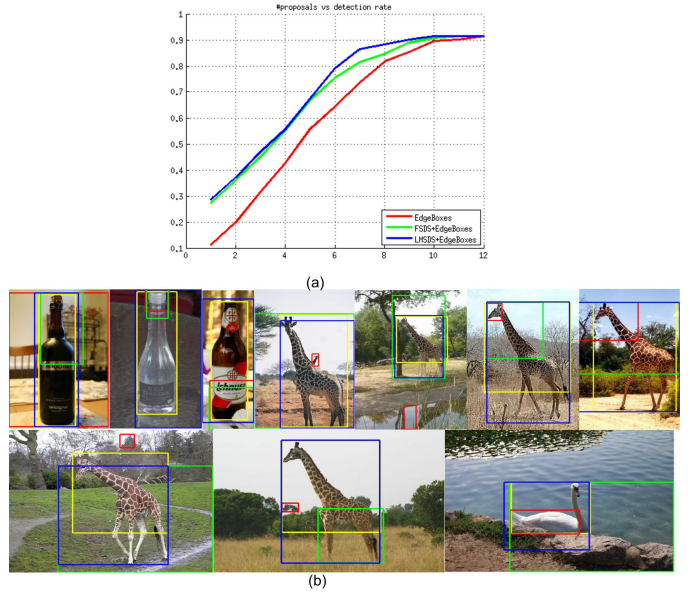 #proposals vs detection rate
1
0.9
0.8
0.7
0.6
0.5
0.4
0.3
0.2
0.1
0 2 4 6 8 10 12
EdgeBoxes
FSDS+EdgeBoxes
LMSDS+EdgeBoxes
(a)
(b)